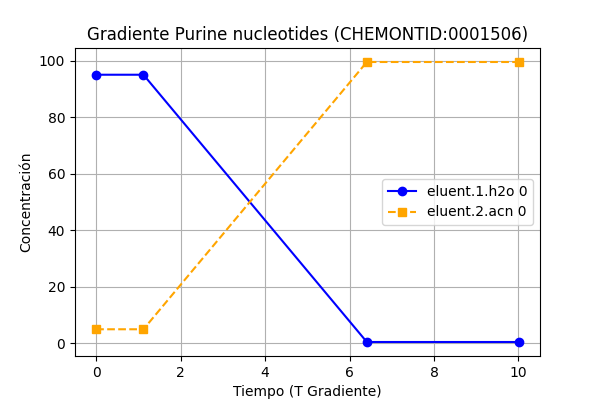 Gradiente Purine nucleotides (CHEMONTID:0001506)
Concentración
100
80
60
40
20
0
eluent.1.h2o 0
eluent.2.acn 0
0 2 4 6 8 10
Tiempo (T Gradiente)